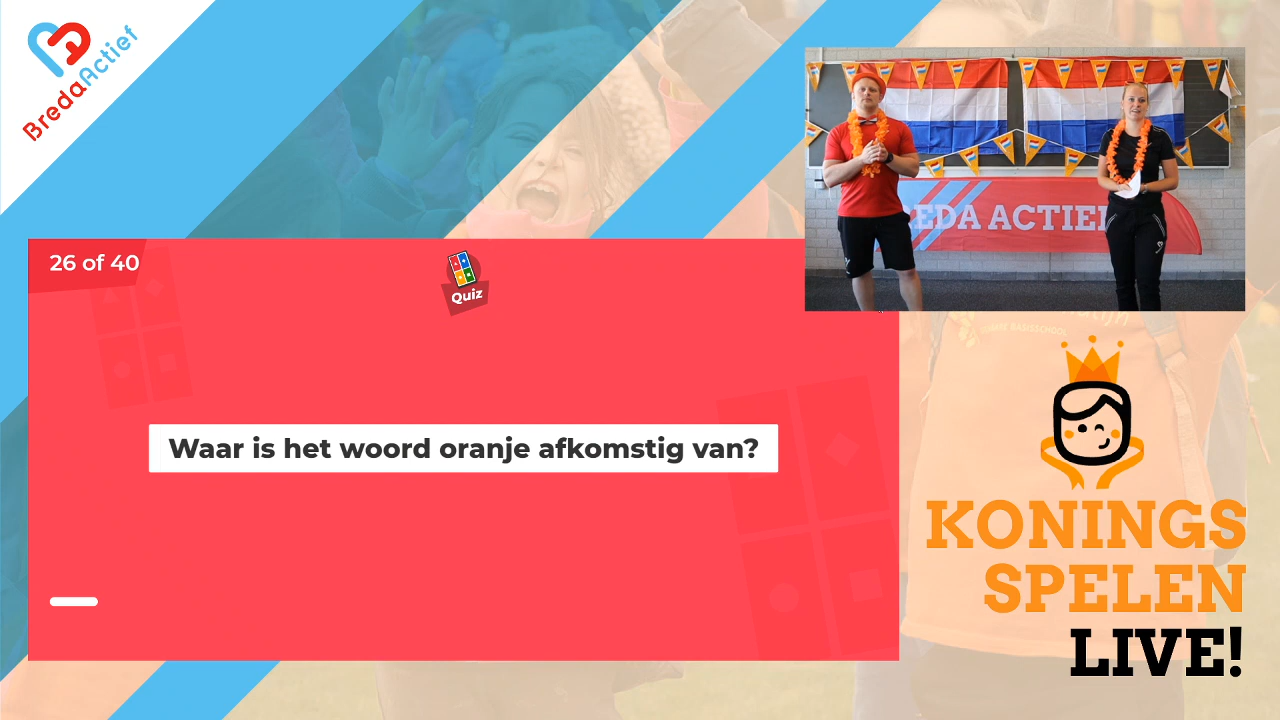 BredaActief
26 of 40
Quiz
Waar is het woord oranje afkomstig van?
EDA ACTIE
KONINGS
SPELEN
LIVE!